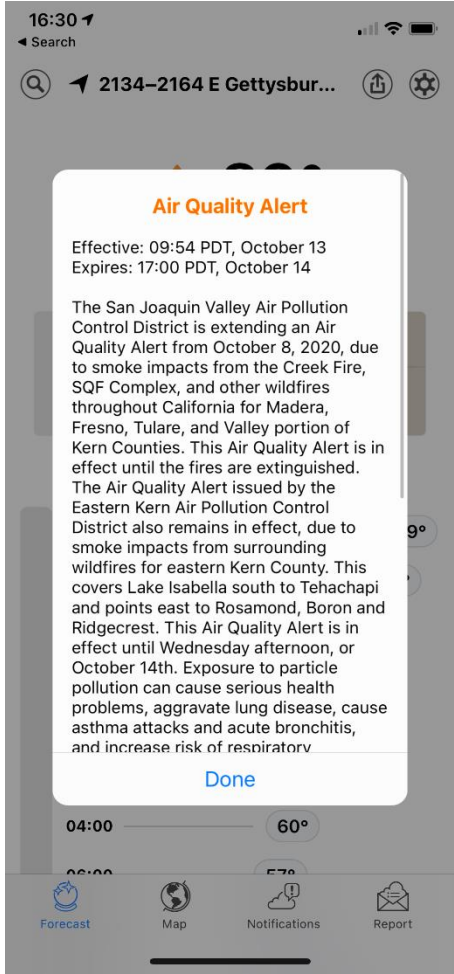 16:30
Search
2134–2164 E Gettysbur...
Air Quality Alert
Effective: 09:54 PDT, October 13
Expires: 17:00 PDT, October 14
The San Joaquin Valley Air Pollution
Control District is extending an Air
Quality Alert from October 8, 2020, due
to smoke impacts from the Creek Fire,
SQF Complex, and other wildfires
throughout California for Madera,
Fresno, Tulare, and Valley portion of
Kern Counties. This Air Quality Alert is in
effect until the fires are extinguished.
The Air Quality Alert issued by the
Eastern Kern Air Pollution Control
District also remains in effect, due to
smoke impacts from surrounding
wildfires for eastern Kern County. This
covers Lake Isabella south to Tehachapi
and points east to Rosamond, Boron and
Ridgecrest. This Air Quality Alert is in
effect until Wednesday afternoon, or
October 14th. Exposure to particle
pollution can cause serious health
problems, aggravate lung disease, cause
asthma attacks and acute bronchitis,
and increase risk of respiratory
Done
04:00 60°
06:00 57°
Forecast Map Notifications Report